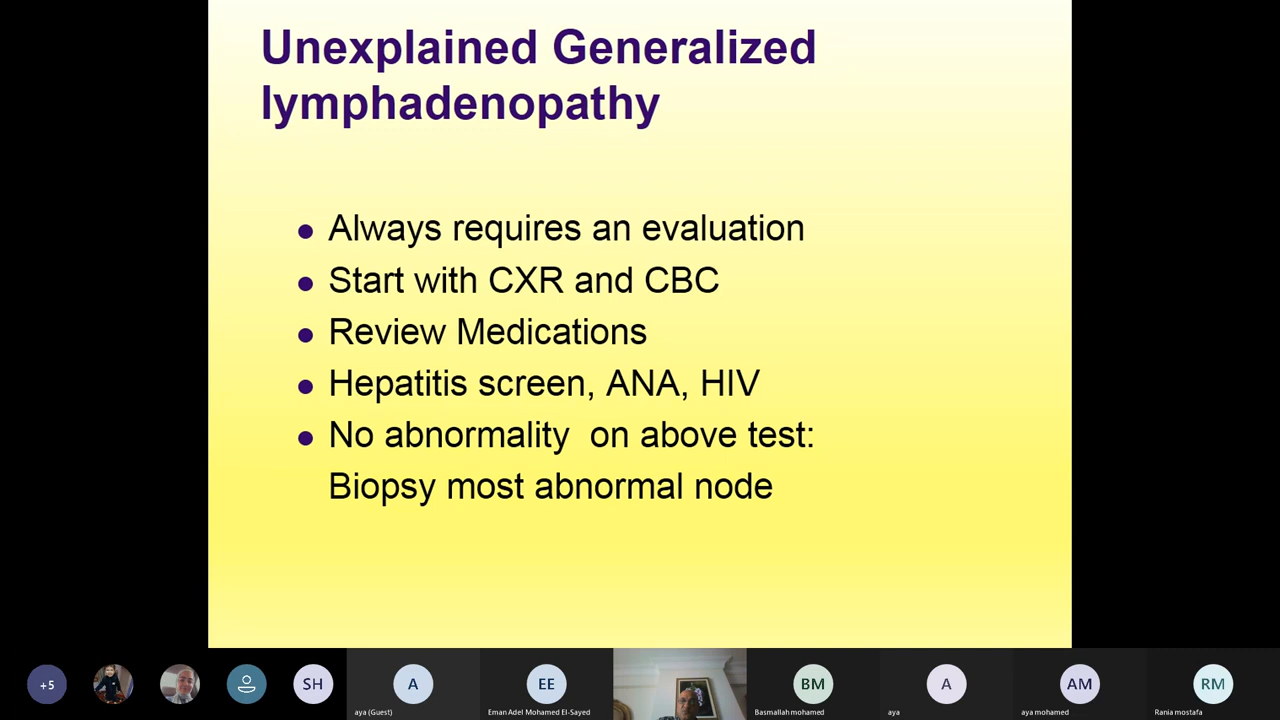 Unexplained Generalized
lymphadenopathy
● Always requires an evaluation
● Start with CXR and CBC
● Review Medications
● Hepatitis screen, ANA, HIV
● No abnormality  on above test:
Biopsy most abnormal node
+5
SH
A
EE
BM
A
AM
RM
aya (Guest)
Eman Adel Mohamed El-Sayed
Basmallah mohamed
aya
aya mohamed
Rania mostafa